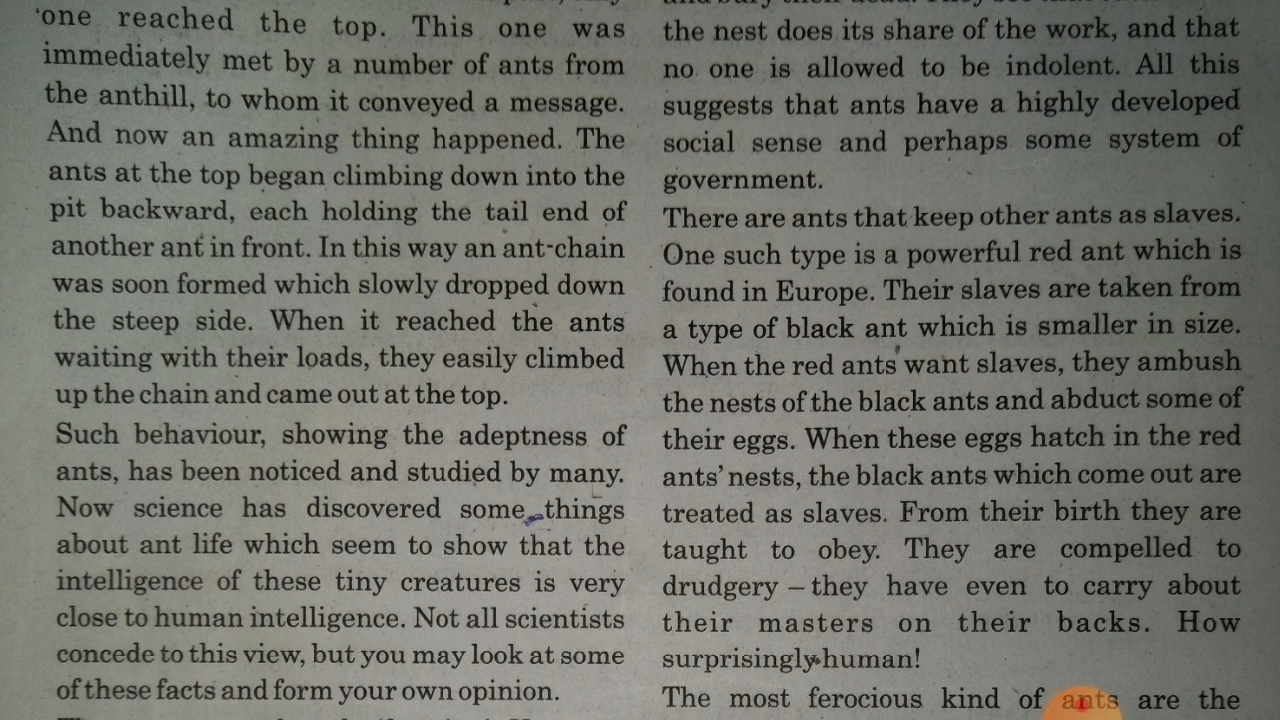 one reached the top. This one was
immediately met by a number of ants from
the anthill, to whom it conveyed a message.
And now an amazing thing happened. The
ants at the top began climbing down into the
pit backward, each holding the tail end of
another ant in front. In this way an ant-chain
was soon formed which slowly dropped down
the steep side. When it reached the ants
waiting with their loads, they easily climbed
up the chain and came out at the top.
Such behaviour, showing the adeptness of
ants, has been noticed and studied by many.
Now science has discovered some things
about ant life which seem to show that the
intelligence of these tiny creatures is very
close to human intelligence. Not all scientists
concede to this view, but you may look at some
of these facts and form your own opinion.
the nest does its share of the work, and that
no one is allowed to be indolent. All this
suggests that ants have a highly developed
social sense and perhaps some system of
government.
There are ants that keep other ants as slaves.
One such type is a powerful red ant which is
found in Europe. Their slaves are taken from
a type of black ant which is smaller in size.
When the red ants want slaves, they ambush
the nests of the black ants and abduct some of
their eggs. When these eggs hatch in the red
ants' nests, the black ants which come out are
treated as slaves. From their birth they are
taught to obey. They are compelled to
drudgery – they have even to carry about
their masters on their backs. How
surprisingly human!
The most ferocious kind of ants are the